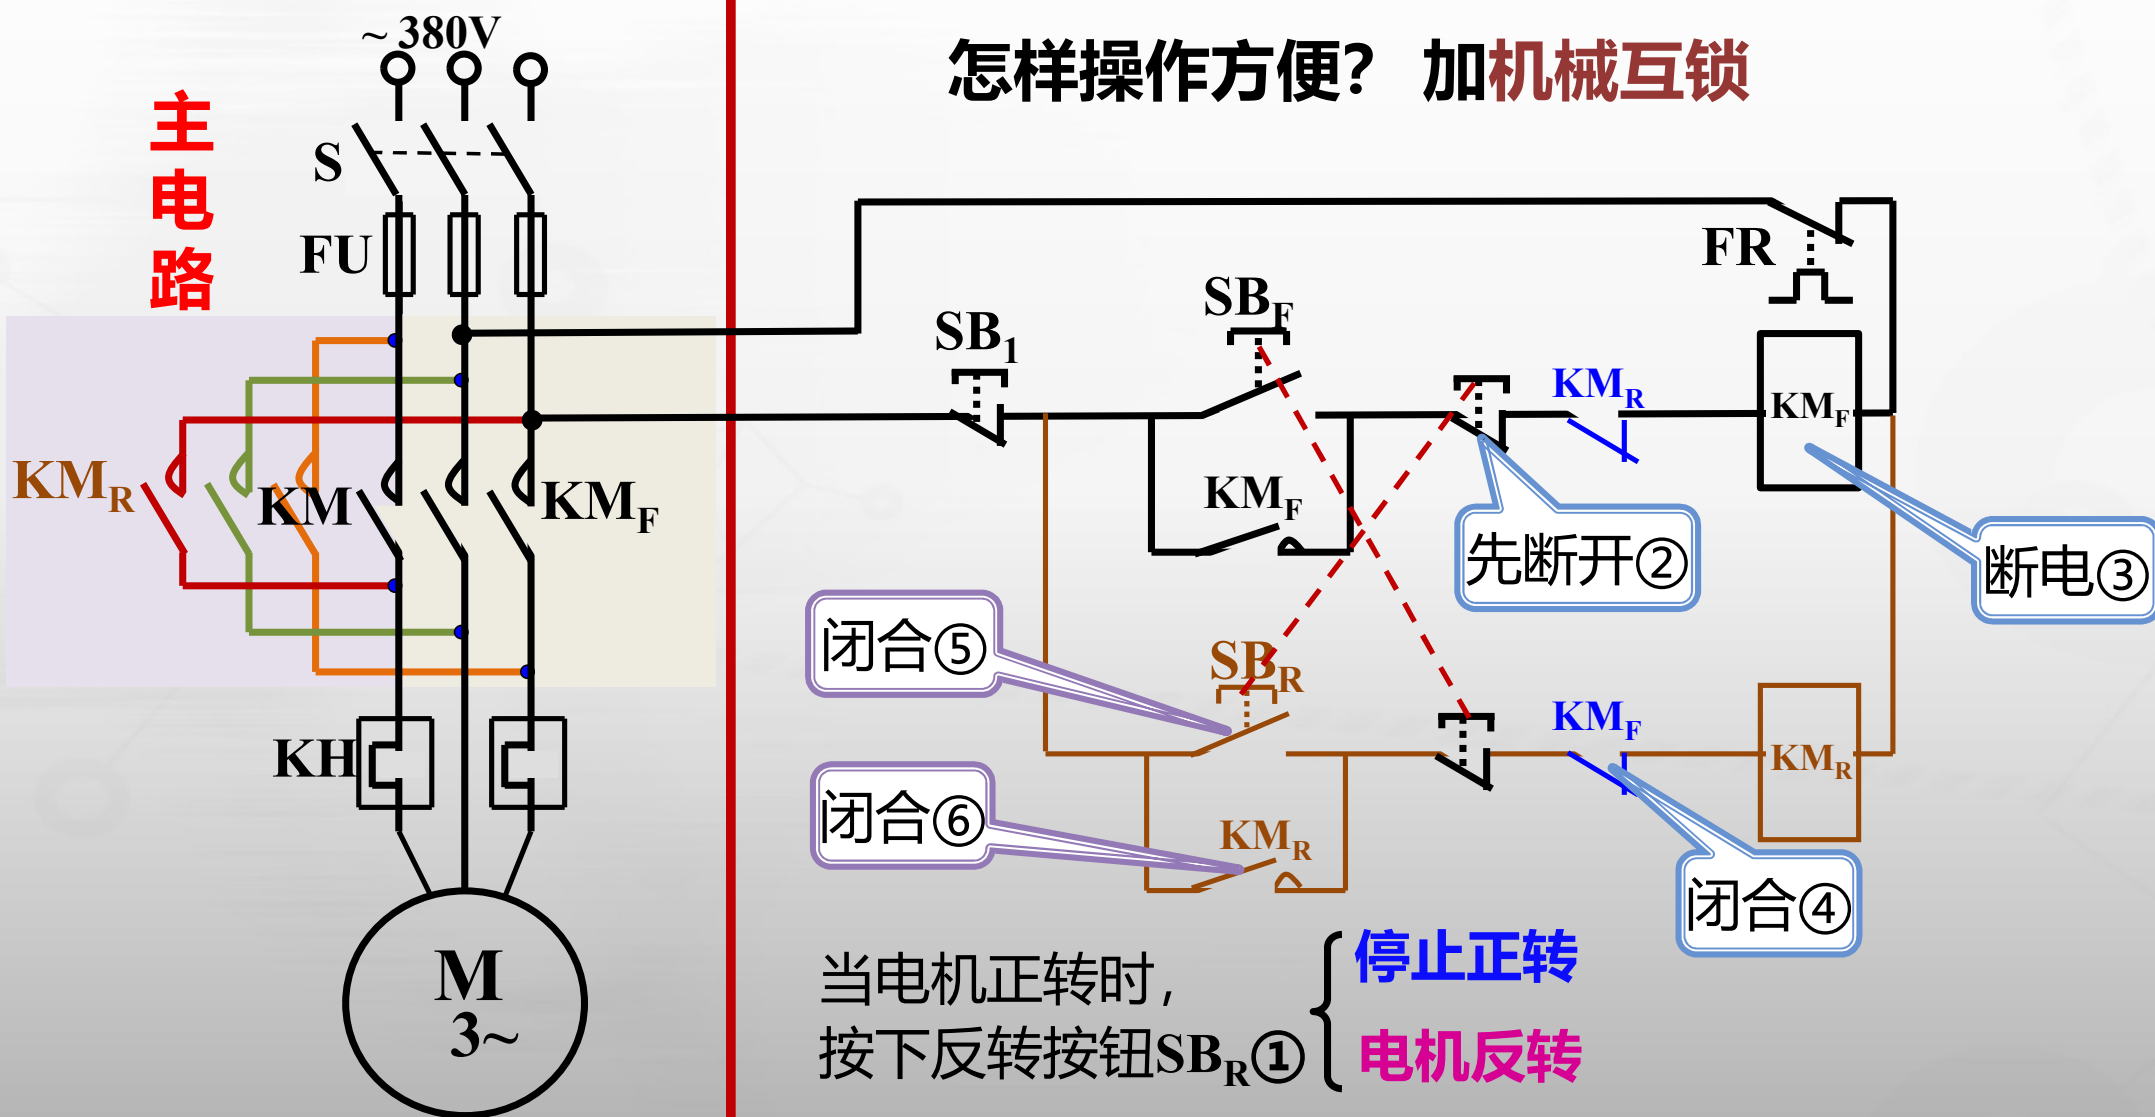 ~ 380V
怎样操作方便? 加机械互锁
主电路
S
FU
FR
SB1
SBF
KMR
KMF
KMR
KM
KMF
KMF
先断开②
断电③
闭合⑤
SBR
KMF
KH
KMR
闭合⑥
KMR
闭合④
当电机正转时，
按下反转按钮SBR①
停止正转
电机反转
M
3~